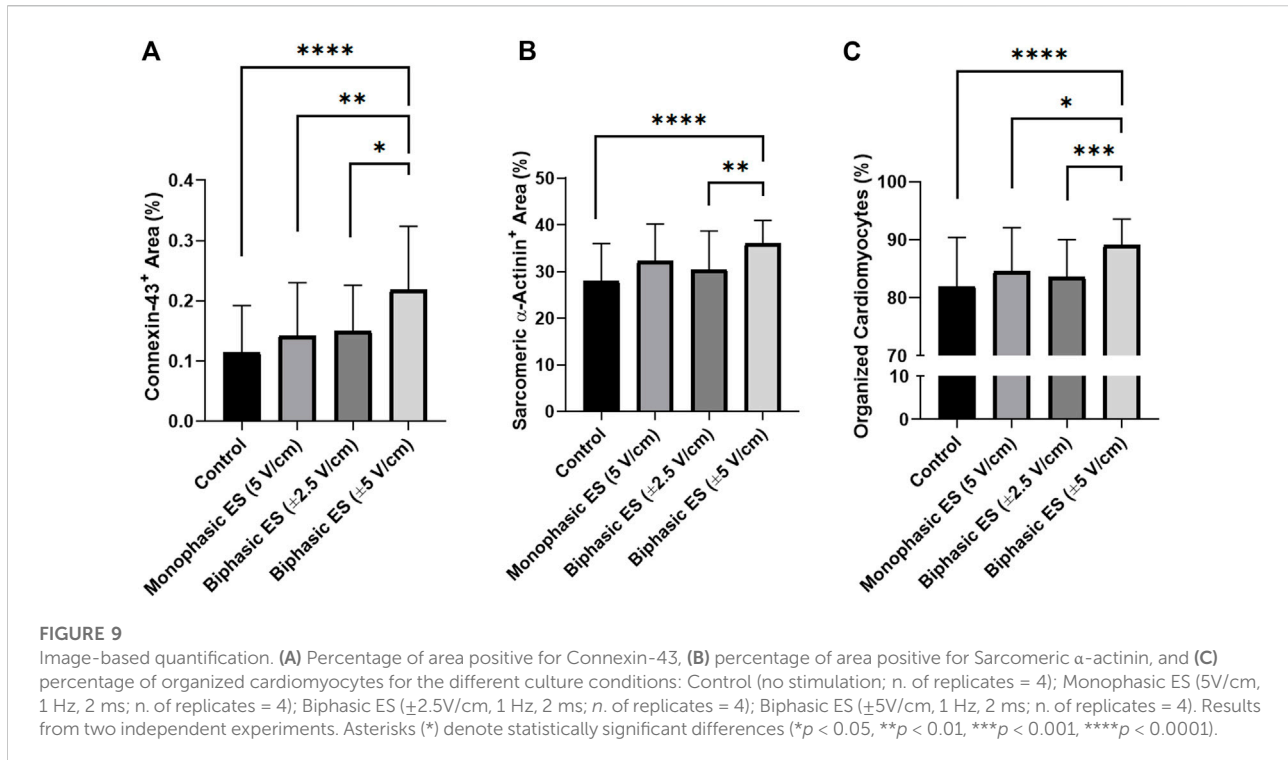 A
****
**
*
Connexin-43+ Area (%)
0.4
0.3
0.2
0.1
0.0
Control
Monophasic ES (5 V/cm)
Biphasic ES (±2.5 V/cm)
Biphasic ES (±5 V/cm)
B
****
**
Sarcomeric α-Actinin+ Area (%)
50
40
30
20
10
0
Control
Monophasic ES (5 V/cm)
Biphasic ES (±2.5 V/cm)
Biphasic ES (±5 V/cm)
C
****
*
***
Organized Cardiomyocytes (%)
100
90
80
70
10
0
Control
Monophasic ES (5 V/cm)
Biphasic ES (±2.5 V/cm)
Biphasic ES (±5 V/cm)
FIGURE 9
Image-based quantification. (A) Percentage of area positive for Connexin-43, (B) percentage of area positive for Sarcomeric α-actinin, and (C)
percentage of organized cardiomyocytes for the different culture conditions: Control (no stimulation; n. of replicates = 4); Monophasic ES (5V/cm,
1 Hz, 2 ms; n. of replicates = 4); Biphasic ES (±2.5V/cm, 1 Hz, 2 ms; n. of replicates = 4); Biphasic ES (±5V/cm, 1 Hz, 2 ms; n. of replicates = 4). Results
from two independent experiments. Asterisks (*) denote statistically significant differences (*p < 0.05, **p < 0.01, ***p < 0.001, ****p < 0.0001).